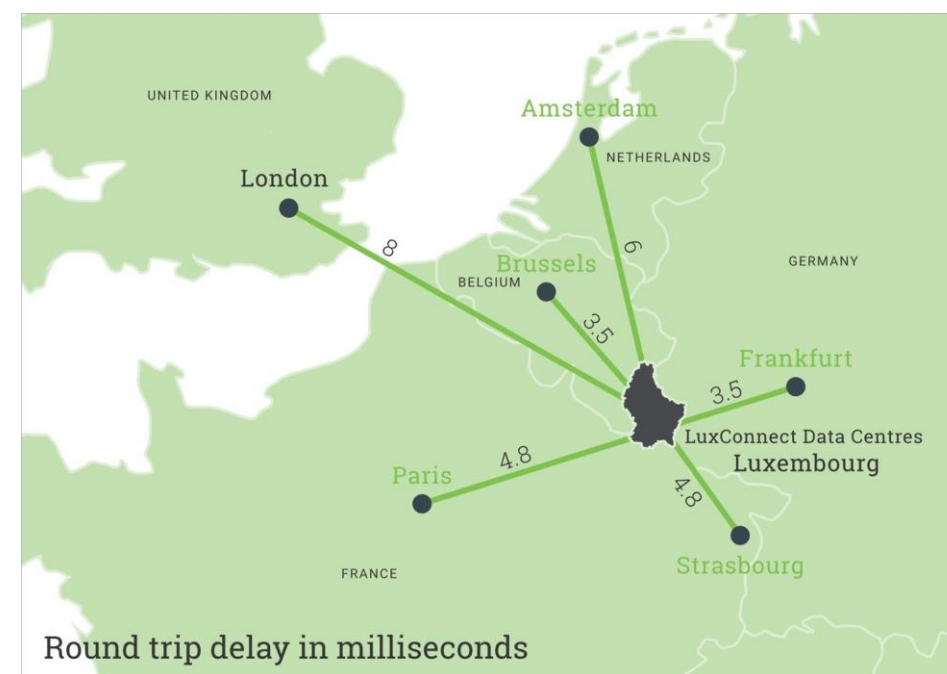 UNITED KINGDOM
Amsterdam
NETHERLANDS
London
8
6
Brussels
GERMANY
BELGIUM
3.5
Frankfurt
3.5
LuxConnect Data Centres
Luxembourg
4.8
Paris
4.8
Strasbourg
FRANCE
Round trip delay in milliseconds